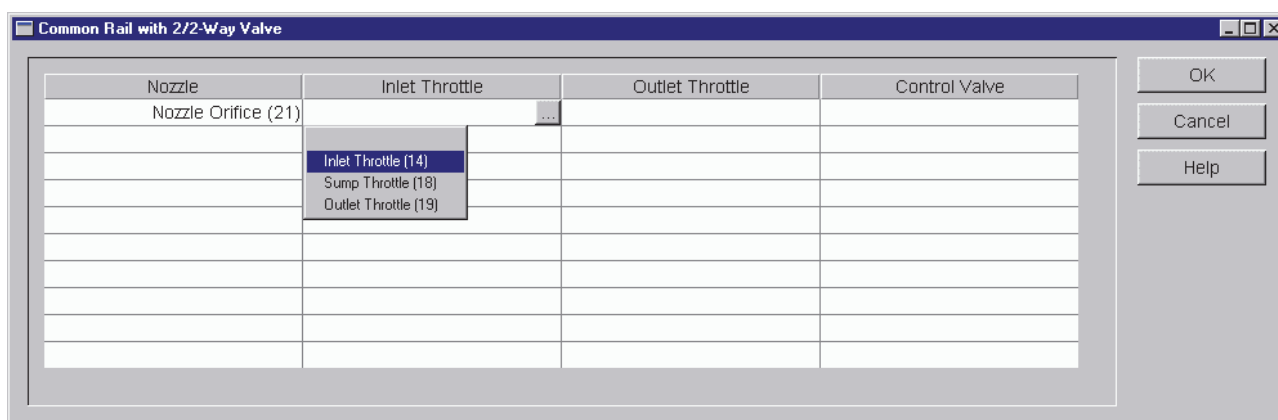 Common Rail with 2/2-Way Valve
Nozzle Inlet Throttle Outlet Throttle Control Valve
Nozzle Orifice (21) ...
Inlet Throttle (14)
Sump Throttle (18)
Outlet Throttle (19)
OK
Cancel
Help